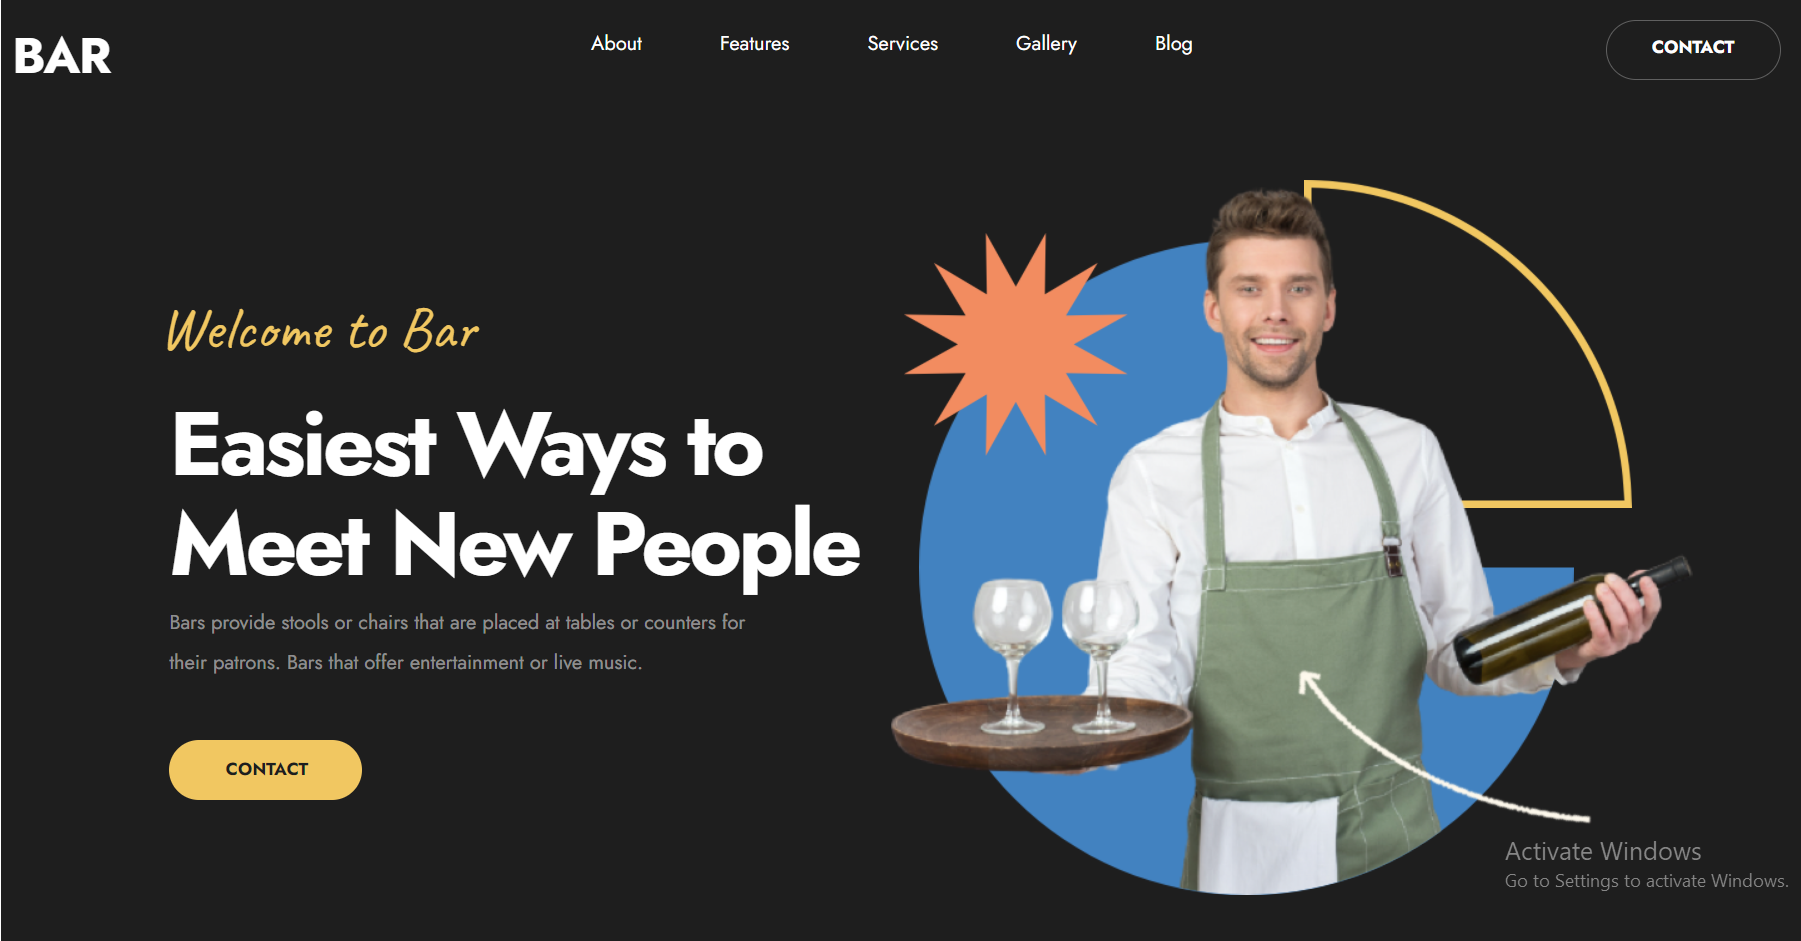 BAR
About
Features
Services
Gallery
Blog
CONTACT
Welcome to Bar
Easiest Ways to
Meet New People
Bars provide stools or chairs that are placed at tables or counters for
their patrons. Bars that offer entertainment or live music.
CONTACT
Activate Windows
Go to Settings to activate Windows.